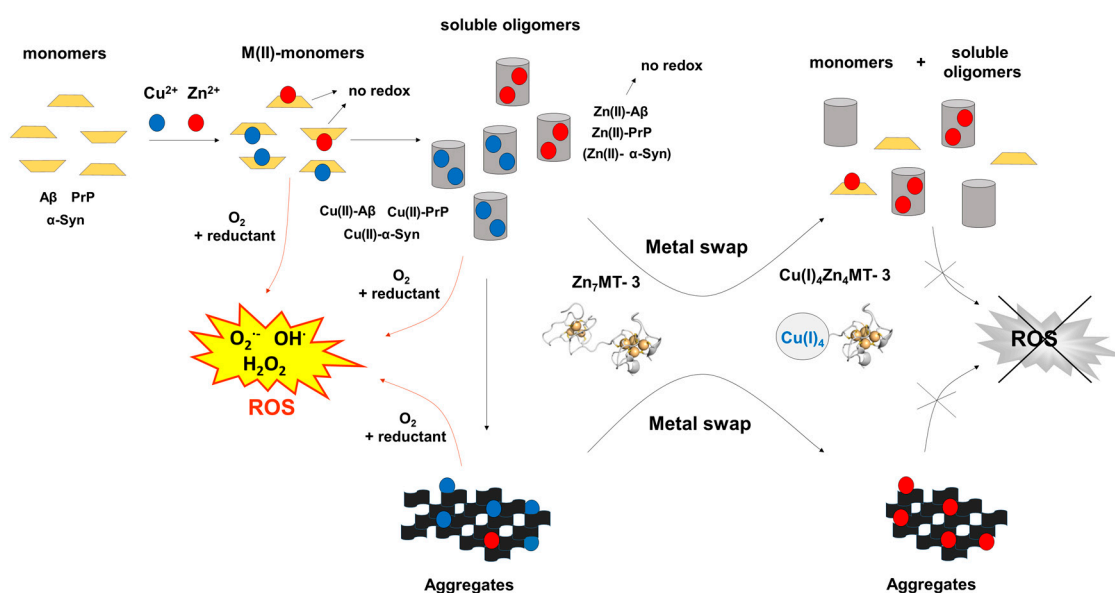 monomers
Cu²⁺ Zn²⁺
Aβ PrP
α-Syn
M(II)-monomers
no redox
O₂
+ reductant
soluble oligomers
no redox
Zn(II)-Aβ
Zn(II)-PrP
(Zn(II)- α-Syn)
Cu(II)-Aβ Cu(II)-PrP
Cu(II)-α-Syn
O₂
+ reductant
O₂·⁻ OH·
H₂O₂
ROS
O₂
+ reductant
Aggregates
Metal swap
Zn₇MT- 3
Cu(I)₄Zn₄MT- 3
Cu(I)₄
Metal swap
monomers + soluble
oligomers
ROS
Aggregates